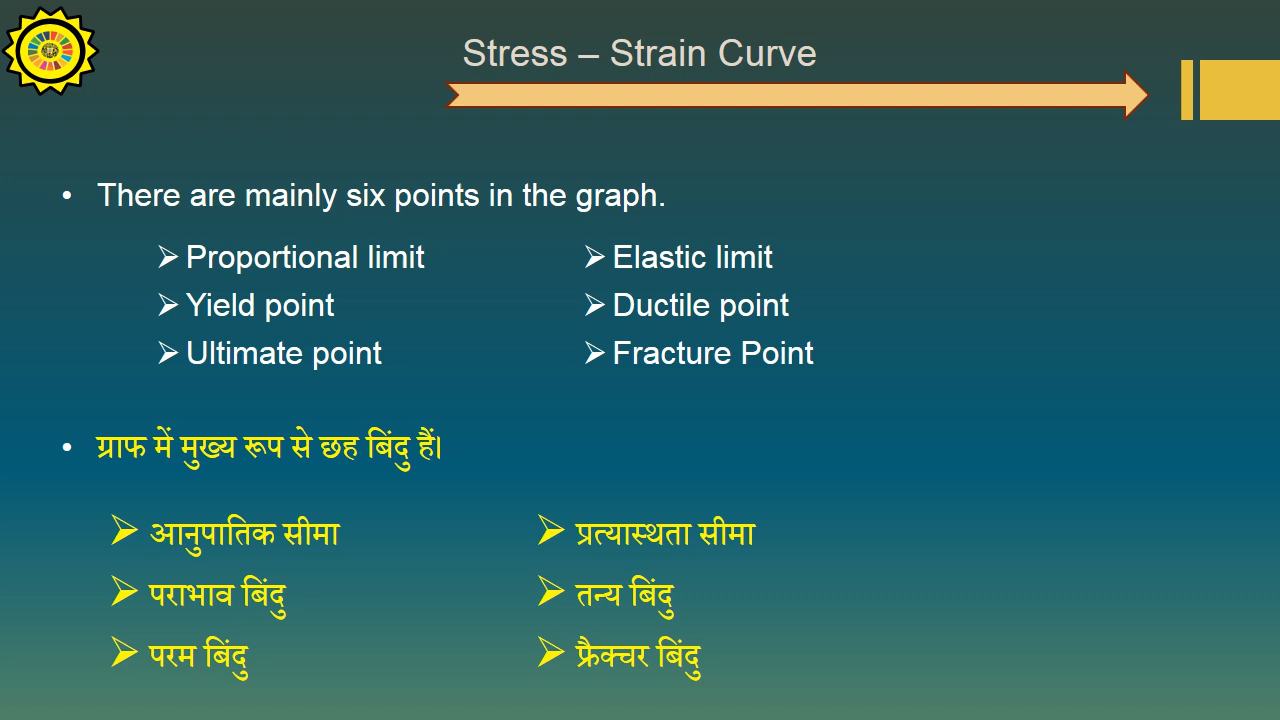 Stress – Strain Curve
• There are mainly six points in the graph.
➢ Proportional limit ➢ Elastic limit
➢ Yield point ➢ Ductile point
➢ Ultimate point ➢ Fracture Point
• ग्राफ में मुख्य रूप से छह बिंदु हैं।
➢ आनुपातिक सीमा ➢ प्रत्यास्थता सीमा
➢ पराभाव बिंदु ➢ तन्य बिंदु
➢ परम बिंदु ➢ फ्रैक्चर बिंदु